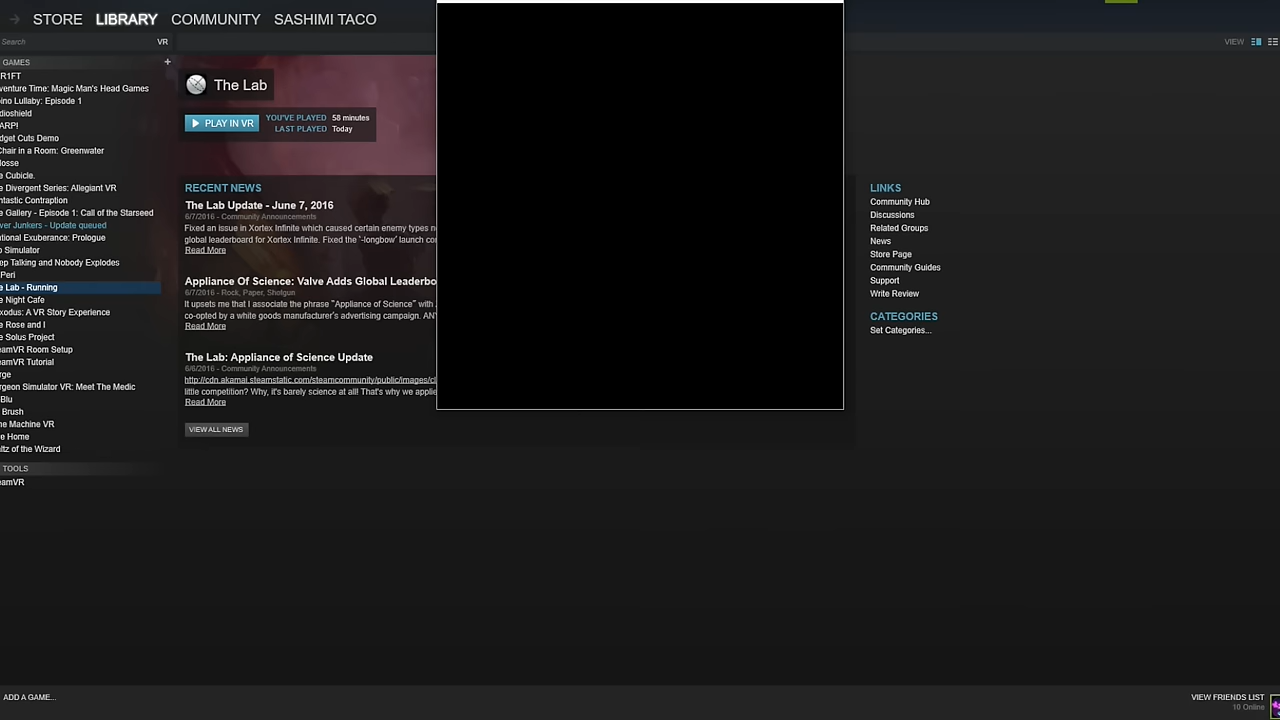 STORE LIBRARY COMMUNITY SASHIMI TACO
Search VR
VIEW
GAMES +
R1FT
venture Time: Magic Man's Head Games
ino Lullaby: Episode 1
dioshield
ARP!
dget Cuts Demo
Chair in a Room: Greenwater
losse
e Cubicle.
e Divergent Series: Allegiant VR
ntastic Contraption
e Gallery - Episode 1: Call of the Starseed
ver Junkers - Update queued
ational Exuberance: Prologue
b Simulator
ep Talking and Nobody Explodes
Peri
e Lab - Running
e Night Cafe
xodus: A VR Story Experience
e Rose and I
e Solus Project
eamVR Room Setup
eamVR Tutorial
rge
rgeon Simulator VR: Meet The Medic
Blu
Brush
ne Machine VR
e Home
ltz of the Wizard
TOOLS
eamVR
The Lab
PLAY IN VR
YOU'VE PLAYED 58 minutes
LAST PLAYED Today
RECENT NEWS
The Lab Update - June 7, 2016
6/7/2016 - Community Announcements
Fixed an issue in Xortex Infinite which caused certain enemy types n
global leaderboard for Xortex Infinite. Fixed the '-longbow' launch co
Read More
Appliance Of Science: Valve Adds Global Leaderbo
6/7/2016 - Rock, Paper, Shotgun
It upsets me that I associate the phrase "Appliance of Science" with
co-opted by a white goods manufacturer's advertising campaign. AN
Read More
The Lab: Appliance of Science Update
6/6/2016 - Community Announcements
http://cdn.akamai.steamstatic.com/steamcommunity/public/images/cl
little competition? Why, it's barely science at all! That's why we applie
Read More
VIEW ALL NEWS
LINKS
Community Hub
Discussions
Related Groups
News
Store Page
Community Guides
Support
Write Review
CATEGORIES
Set Categories...
ADD A GAME...
VIEW FRIENDS LIST
10 Online